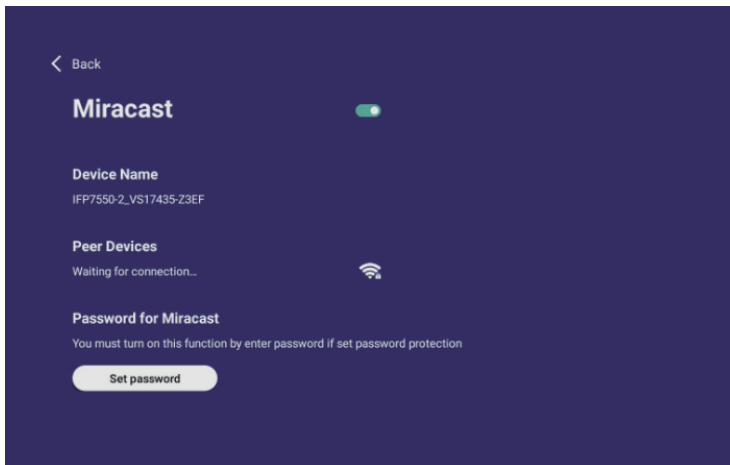 Back
Miracast
Device Name
IFP7550-2_VS17435-Z3EF
Peer Devices
Waiting for connection...
Password for Miracast
You must turn on this function by enter password if set password protection
Set password